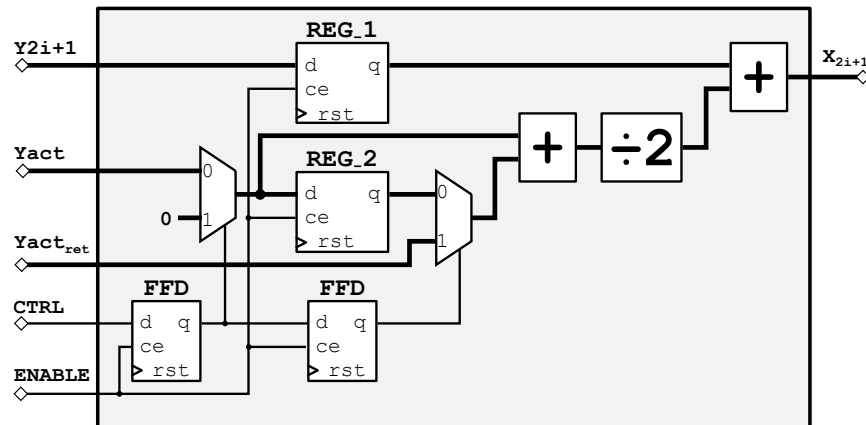 REG_1
Y2i+1
d q
ce
rst
X2i+1
Yact
0
+
+
÷2
REG_2
0 1
d q
ce
rst
0
1
Yact_ret
FFD
FFD
CTRL
d q
ce
rst
d q
ce
rst
ENABLE